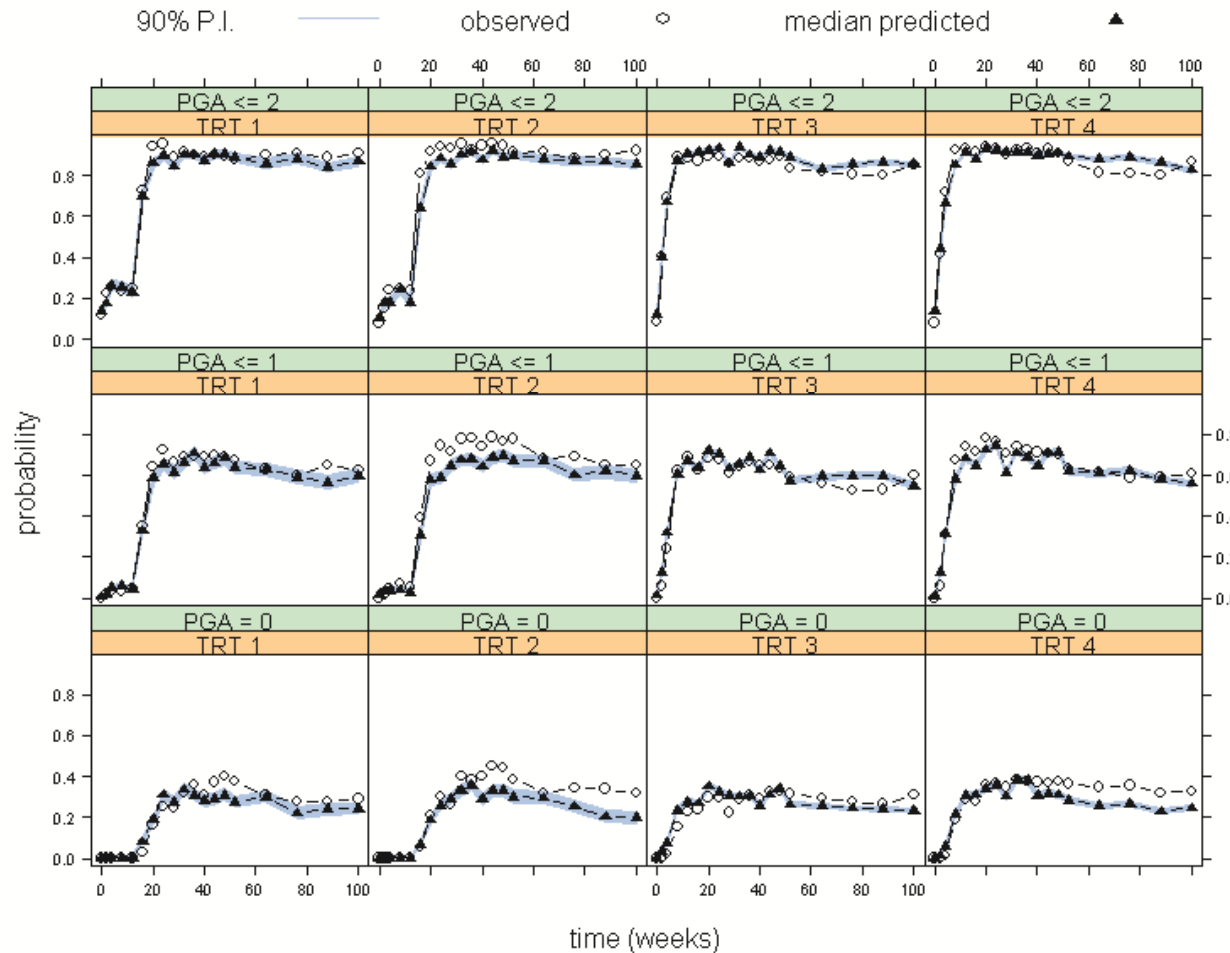 90% P.I. observed median predicted
0 20 40 60 80 100 0 20 40 60 80 100
PGA <= 2 PGA <= 2 PGA <= 2 PGA <= 2
TRT 1 TRT 2 TRT 3 TRT 4
0.8
0.6
0.4
0.2
0.0
PGA <= 1 PGA <= 1 PGA <= 1 PGA <= 1
TRT 1 TRT 2 TRT 3 TRT 4
probability
PGA = 0 PGA = 0 PGA = 0 PGA = 0
TRT 1 TRT 2 TRT 3 TRT 4
0.8
0.6
0.4
0.2
0.0
0 20 40 60 80 100 0 20 40 60 80 100
time (weeks)